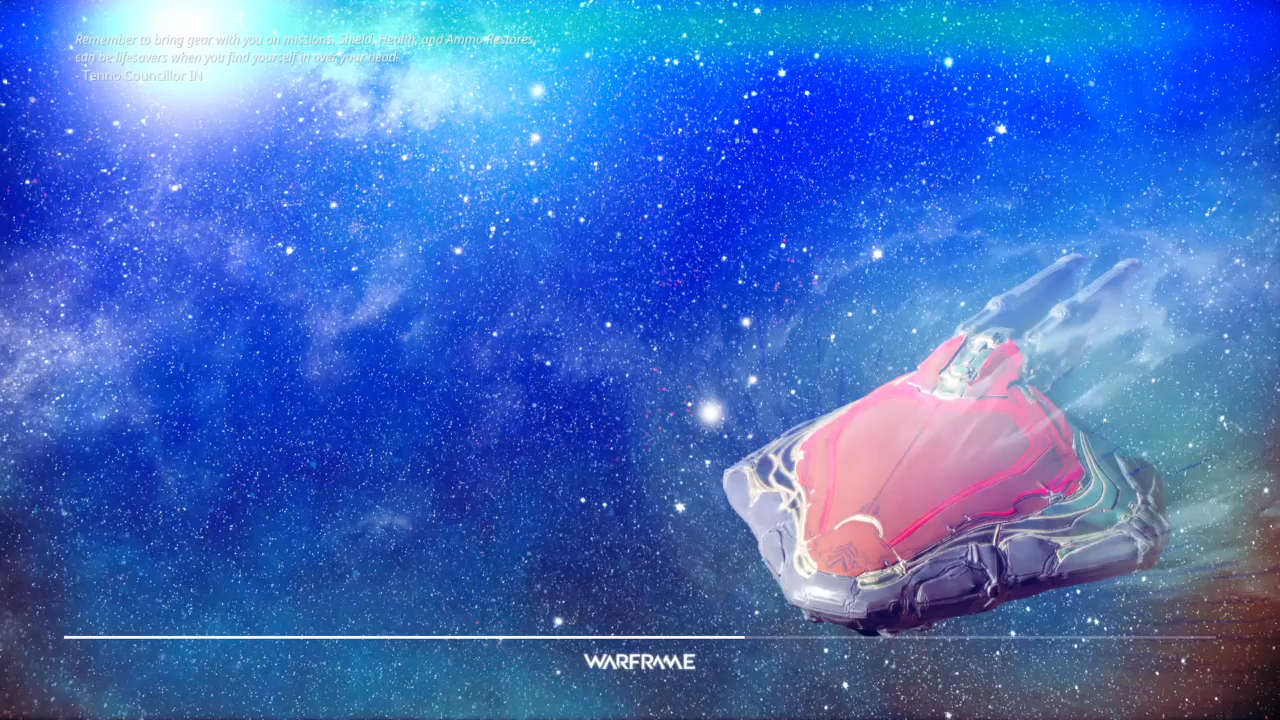 Remember to bring gear with you on missions. Shield, Health, and Ammo Restores,
can be lifesavers when you find yourself in over your head.
- Tenno Councillor IN
WARFRAME